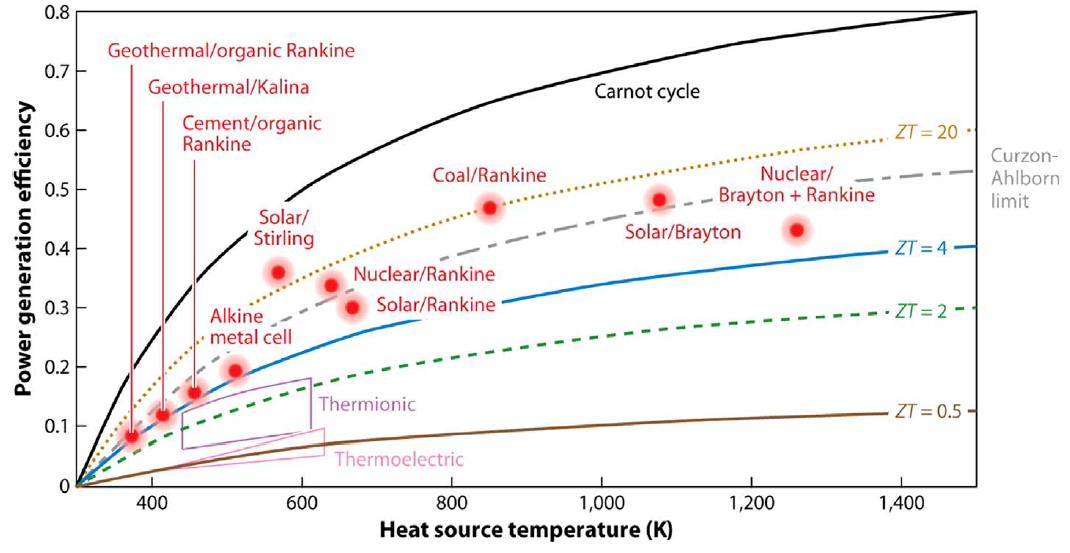 0.8
0.7
0.6
0.5
0.4
0.3
0.2
0.1
0
Power generation efficiency
400
600
800
1,000
1,200
1,400
Heat source temperature (K)
Geothermal/organic Rankine
Geothermal/Kalina
Cement/organic
Rankine
Solar/
Stirling
Alkine
metal cell
Nuclear/Rankine
Solar/Rankine
Coal/Rankine
Carnot cycle
Solar/Brayton
Nuclear/
Brayton + Rankine
ZT = 20
Curzon-
Ahlborn
limit
ZT = 4
ZT = 2
ZT = 0.5
Thermionic
Thermoelectric